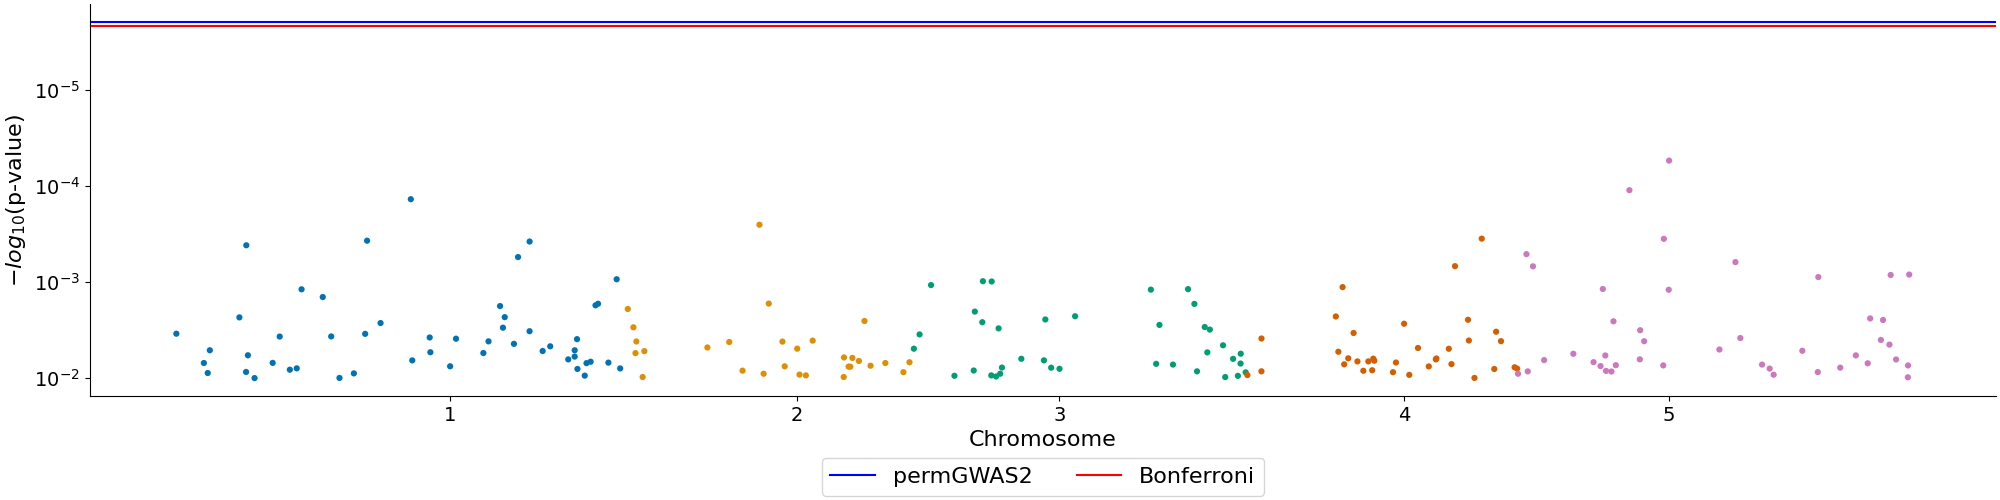 −log₁₀(p-value)
10⁻⁵
10⁻⁴
10⁻³
10⁻²
1 2 3 4 5
Chromosome
permGWAS2 Bonferroni